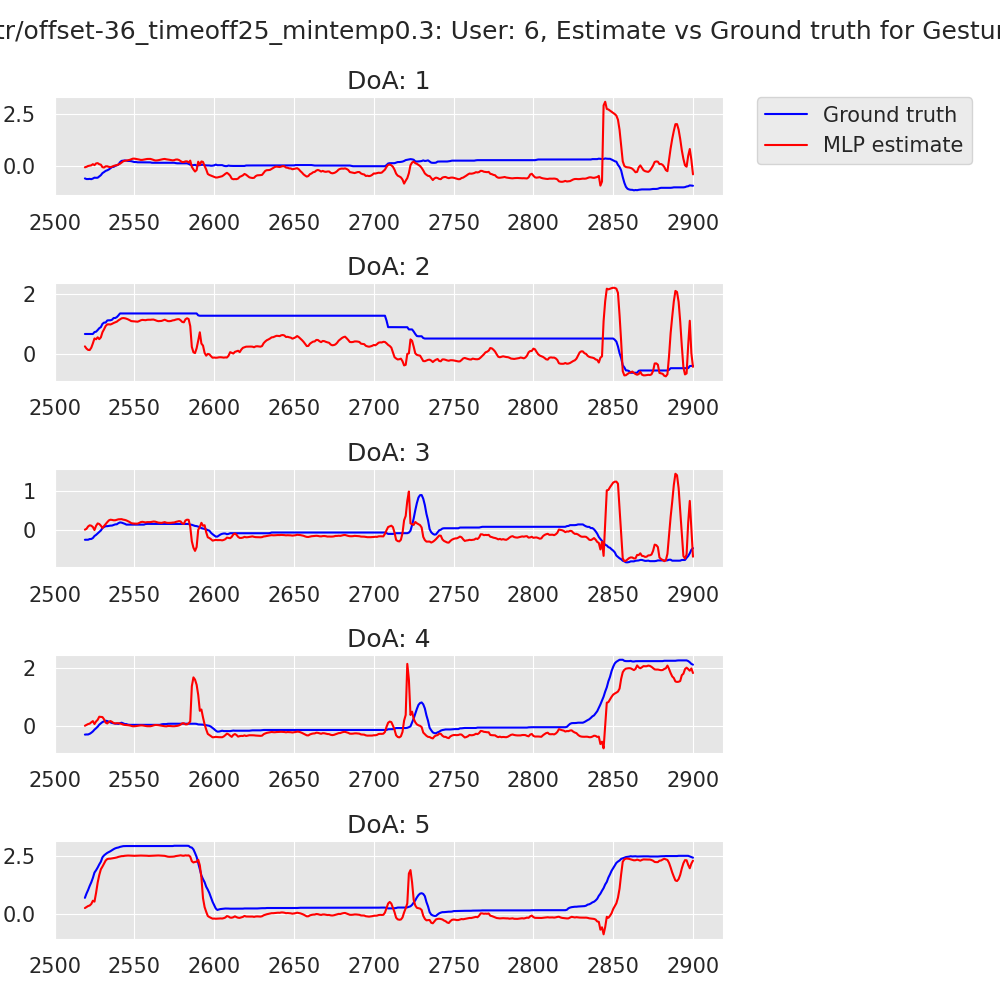 tr/offset-36_timeoff25_mintemp0.3: User: 6, Estimate vs Ground truth for Gestur
DoA: 1
Ground truth
MLP estimate
2.5
0.0
2500 2550 2600 2650 2700 2750 2800 2850 2900
DoA: 2
2
0
2500 2550 2600 2650 2700 2750 2800 2850 2900
DoA: 3
1
0
2500 2550 2600 2650 2700 2750 2800 2850 2900
DoA: 4
2
0
2500 2550 2600 2650 2700 2750 2800 2850 2900
DoA: 5
2.5
0.0
2500 2550 2600 2650 2700 2750 2800 2850 2900